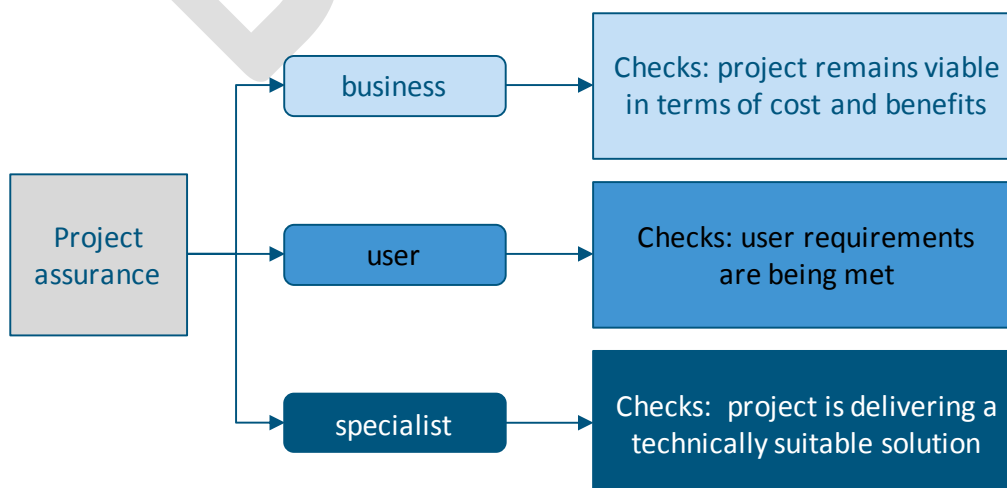 business
Checks: project remains viable
in terms of cost and benefits
Project
assurance
user
Checks: user requirements
are being met
specialist
Checks:  project is delivering a
technically suitable solution